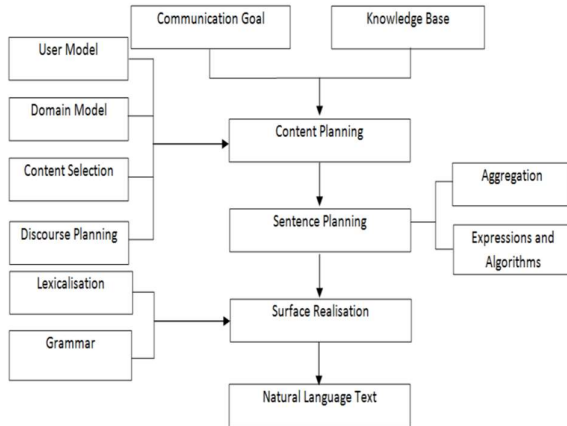 Communication Goal
Knowledge Base
User Model
Domain Model
Content Planning
Content Selection
Aggregation
Discourse Planning
Sentence Planning
Expressions and
Algorithms
Lexicalisation
Surface Realisation
Grammar
Natural Language Text